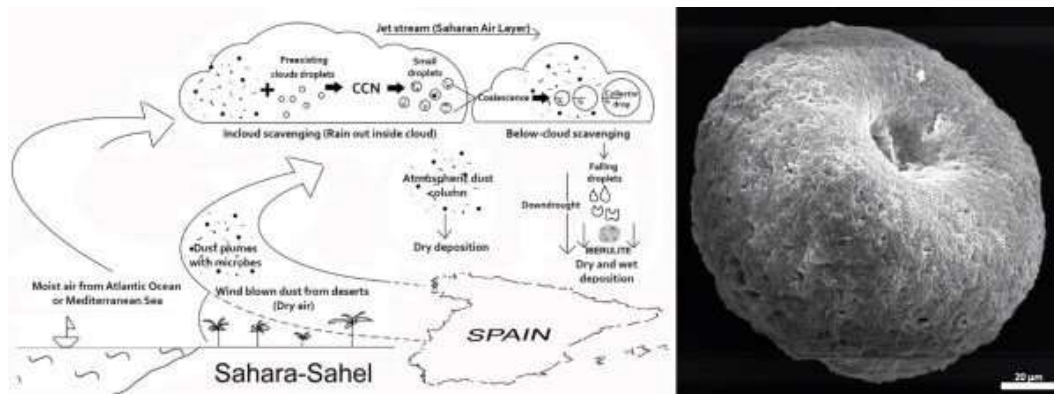 Jet stream (Saharan Air Layer)
Preexisting
clouds droplets
CCN
Small
droplets
Coalescence
Collector
drop
Incloud scavenging (Rain out inside cloud)
Below-cloud scavenging
Atmospheric dust
column
Dry deposition
Falling
droplets
Downdrought
IBERULITE
Dry and wet
deposition
Dust plumes
with microbes
Moist air from Atlantic Ocean
or Mediterranean Sea
Wind blown dust from deserts
(Dry air)
SPAIN
Sahara-Sahel
20 µm